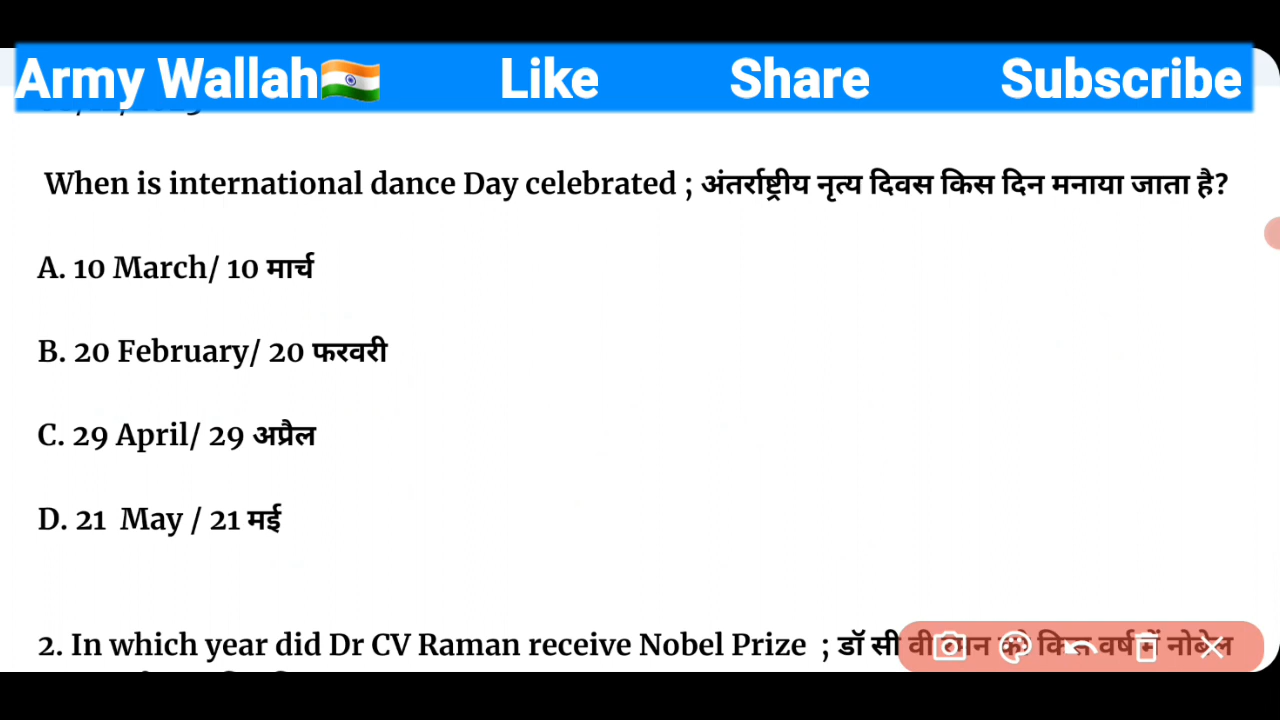 Army Wallah🇮🇳 Like Share Subscribe
When is international dance Day celebrated ; अंतर्राष्ट्रीय नृत्य दिवस किस दिन मनाया जाता है?
A. 10 March/ 10 मार्च
B. 20 February/ 20 फरवरी
C. 29 April/ 29 अप्रैल
D. 21 May / 21 मई
2. In which year did Dr CV Raman receive Nobel Prize ; डॉ सी वी रमन को किस वर्ष में नोबेल